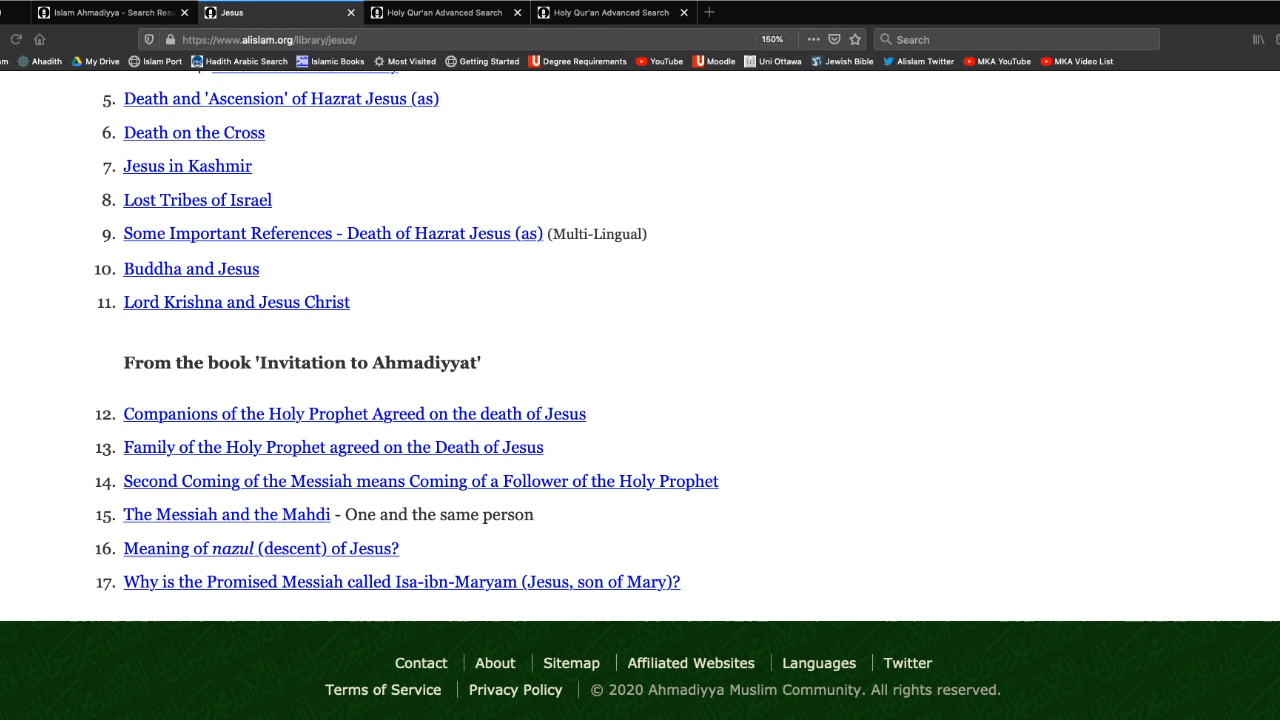 Islam Ahmadiyya - Search Resu
Jesus
Holy Qur'an Advanced Search
Holy Qur'an Advanced Search
https://www.alislam.org/library/jesus/
150%
Search
Ahadith
My Drive
Islam Port
Hadith Arabic Search
Islamic Books
Most Visited
Getting Started
Degree Requirements
YouTube
Moodle
Uni Ottawa
Jewish Bible
Alislam Twitter
MKA YouTube
MKA Video List
5. Death and 'Ascension' of Hazrat Jesus (as)
6. Death on the Cross
7. Jesus in Kashmir
8. Lost Tribes of Israel
9. Some Important References - Death of Hazrat Jesus (as) (Multi-Lingual)
10. Buddha and Jesus
11. Lord Krishna and Jesus Christ
From the book 'Invitation to Ahmadiyyat'
12. Companions of the Holy Prophet Agreed on the death of Jesus
13. Family of the Holy Prophet agreed on the Death of Jesus
14. Second Coming of the Messiah means Coming of a Follower of the Holy Prophet
15. The Messiah and the Mahdi - One and the same person
16. Meaning of nazul (descent) of Jesus?
17. Why is the Promised Messiah called Isa-ibn-Maryam (Jesus, son of Mary)?
Contact | About | Sitemap | Affiliated Websites | Languages | Twitter
Terms of Service | Privacy Policy | © 2020 Ahmadiyya Muslim Community. All rights reserved.